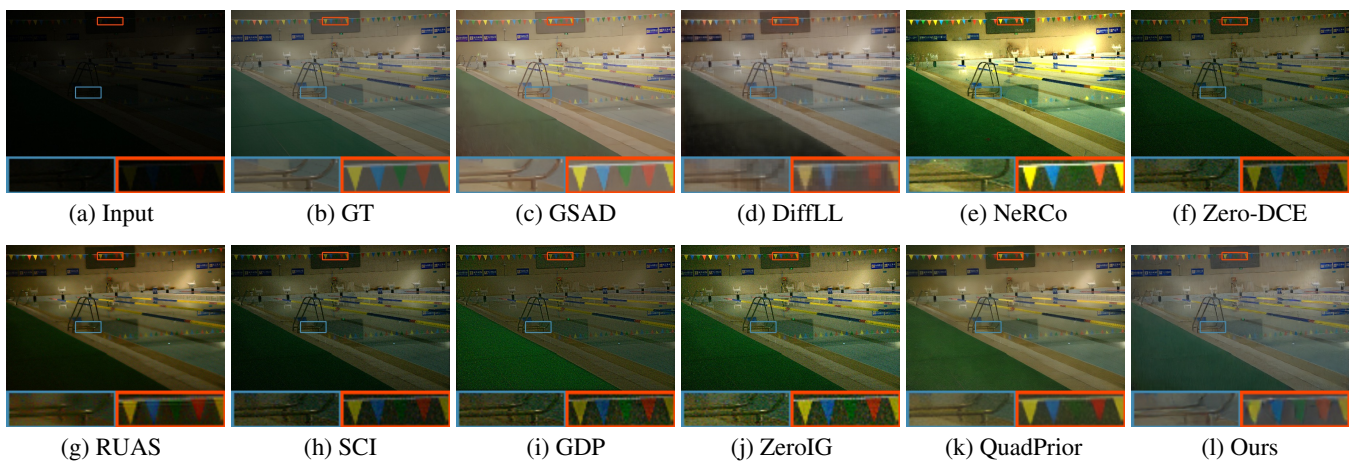 (a) Input
(b) GT
(c) GSAD
(d) DiffLL
(e) NeRCo
(f) Zero-DCE
(g) RUAS
(h) SCI
(i) GDP
(j) ZeroIG
(k) QuadPrior
(l) Ours